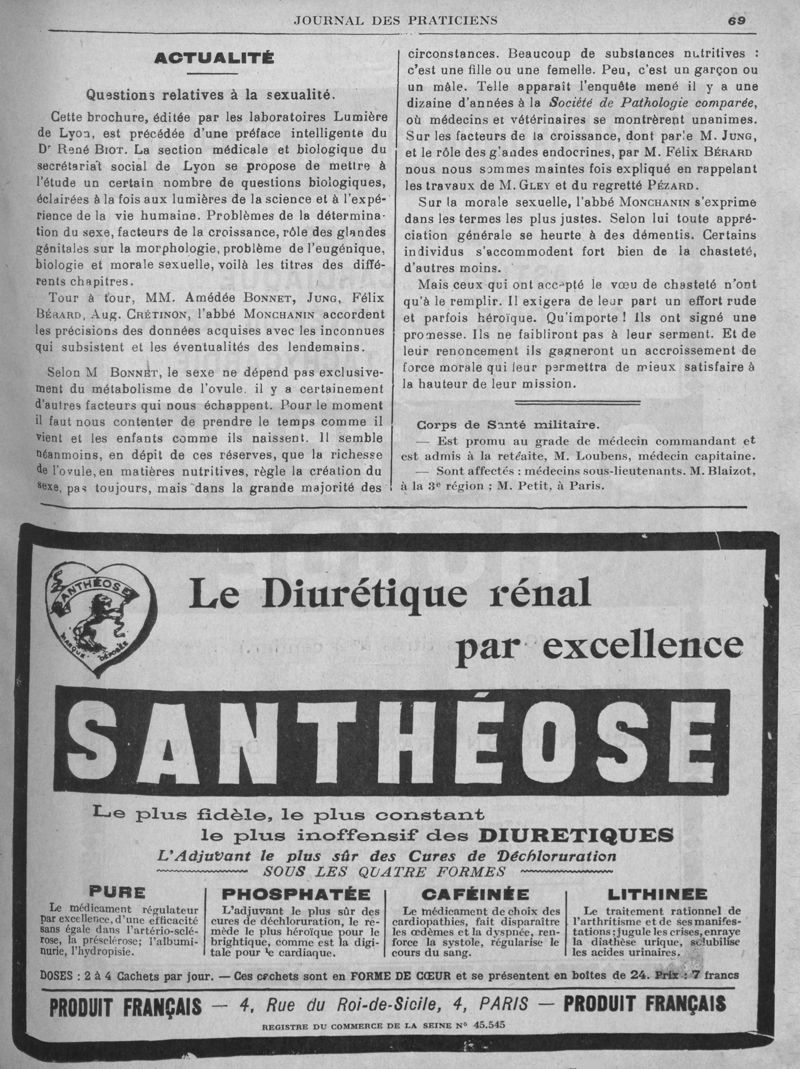 JOURNAL DES PRATICIENS 69
ACTUALITÉ
Questions relatives à la sexualité.
Cette brochure, éditée par les laboratoires Lumière
de Lyon, est précédée d'une préface intelligente du
Dr René BIOT. La section médicale et biologique du
secrétariat social de Lyon se propose de mettre à
l'étude un certain nombre de questions biologiques,
éclairées à la fois aux lumières de la science et à l'expé-
rience de la vie humaine. Problèmes de la détermina-
tion du sexe, facteurs de la croissance, rôle des glandes
génitales sur la morphologie, problème de l'eugénique,
biologie et morale sexuelle, voilà les titres des diffé-
rents chapitres.
Tour à tour, MM. Amédée BONNET, JUNG, Félix
BÉRARD, Aug. CRÉTINON, l'abbé MONCHANIN accordent
les précisions des données acquises avec les inconnues
qui subsistent et les éventualités des lendemains.
Selon M BONNET, le sexe ne dépend pas exclusive-
ment du métabolisme de l'ovule. il y a certainement
d'autres facteurs qui nous échappent. Pour le moment
il faut nous contenter de prendre le temps comme il
vient et les enfants comme ils naissent. Il semble
néanmoins, en dépit de ces réserves, que la richesse
de l'ovule, en matières nutritives, règle la création du
sexe, pas toujours, mais dans la grande majorité des
circonstances. Beaucoup de substances nutritives :
c'est une fille ou une femelle. Peu, c'est un garçon ou
un mâle. Telle apparaît l'enquête mené il y a une
dizaine d'années à la Société de Pathologie comparée,
où médecins et vétérinaires se montrèrent unanimes.
Sur les facteurs de la croissance, dont parle M. JUNG,
et le rôle des glandes endocrines, par M. Félix BÉRARD
nous nous sommes maintes fois expliqué en rappelant
les travaux de M. GLEY et du regretté PÉZARD.
Sur la morale sexuelle, l'abbé MONCHANIN s'exprime
dans les termes les plus justes. Selon lui toute appré-
ciation générale se heurte à des démentis. Certains
individus s'accommodent fort bien de la chasteté,
d'autres moins.
Mais ceux qui ont accepté le vœu de chasteté n'ont
qu'à le remplir. Il exigera de leur part un effort rude
et parfois héroïque. Qu'importe ! Ils ont signé une
promesse. Ils ne faibliront pas à leur serment. Et de
leur renoncement ils gagneront un accroissement de
force morale qui leur permettra de mieux satisfaire à
la hauteur de leur mission.
Corps de Santé militaire.
— Est promu au grade de médecin commandant et
est admis à la retraite, M. Loubens, médecin capitaine.
— Sont affectés : médecins sous-lieutenants. M. Blaizot,
à la 3e région ; M. Petit, à Paris.
SANTHÉOSE
MARQUE DÉPOSÉE
Le Diurétique rénal
par excellence
SANTHÉOSE
Le plus fidèle, le plus constant
le plus inoffensif des DIURETIQUES
L'Adjuvant le plus sûr des Cures de Déchloruration
SOUS LES QUATRE FORMES
PURE
Le médicament régulateur
par excellence, d'une efficacité
sans égale dans l'artério-sclé-
rose, la présclérose; l'albumi-
nurie, l'hydropisie.
PHOSPHATÉE
L'adjuvant le plus sûr des
cures de déchloruration, le re-
mède le plus héroïque pour le
brightique, comme est la digi-
tale pour le cardiaque.
CAFÉINÉE
Le médicament de choix des
cardiopathies, fait disparaître
les œdèmes et la dyspnée, ren-
force la systole, régularise le
cours du sang.
LITHINEE
Le traitement rationnel de
l'arthritisme et de ses manifes-
tations; jugule les crises, enraye
la diathèse urique, solubilise
les acides urinaires.
DOSES : 2 à 4 Cachets par jour. — Ces cachets sont en FORME DE CŒUR et se présentent en boîtes de 24. Prix : 7 francs
PRODUIT FRANÇAIS — 4, Rue du Roi-de-Sicile, 4, PARIS — PRODUIT FRANÇAIS
REGISTRE DU COMMERCE DE LA SEINE No 45.545